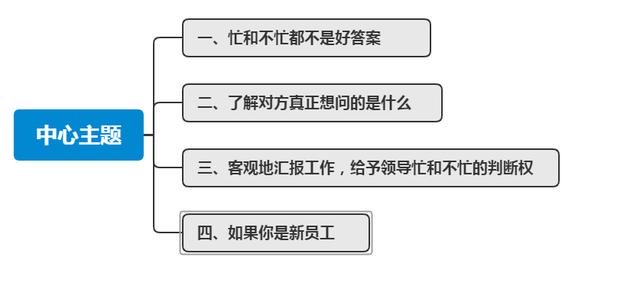 一、忙和不忙都不是好答案
二、了解对方真正想问的是什么
中心主题
三、客观地汇报工作，给予领导忙和不忙的判断权
四、如果你是新员工